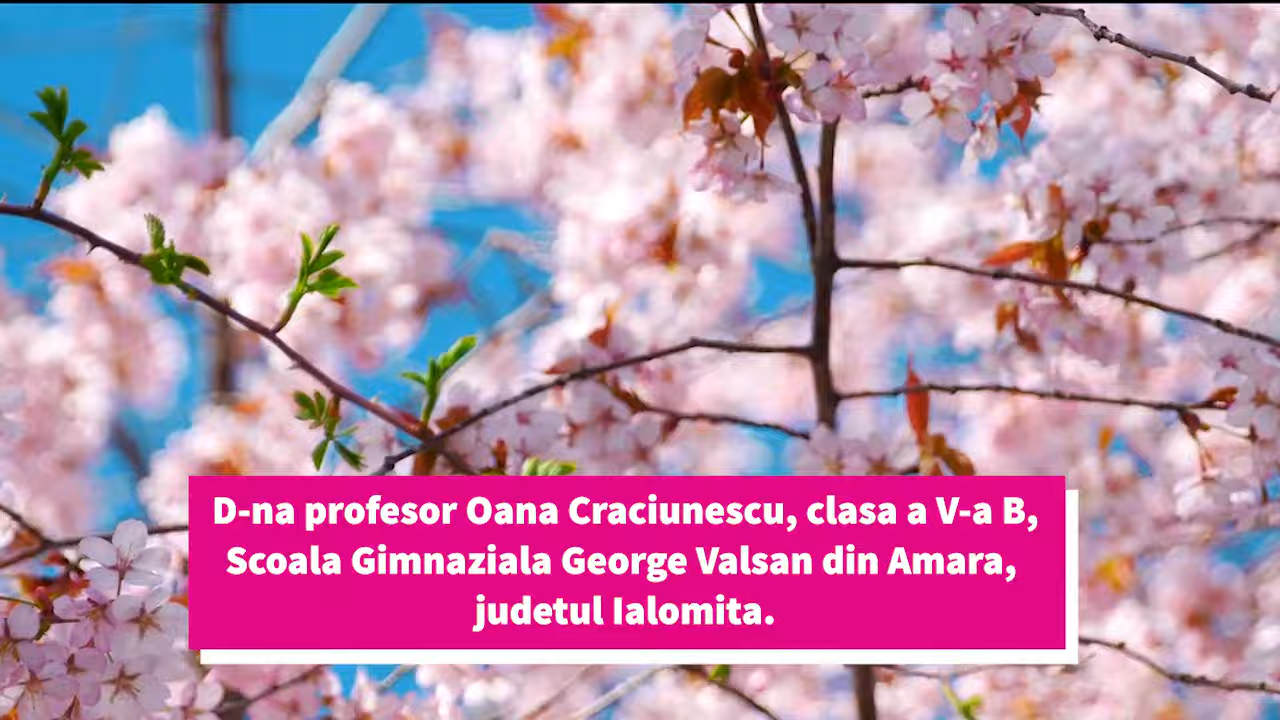 D-na profesor Oana Craciunescu, clasa a V-a B,
Scoala Gimnaziala George Valsan din Amara,
judetul Ialomita.